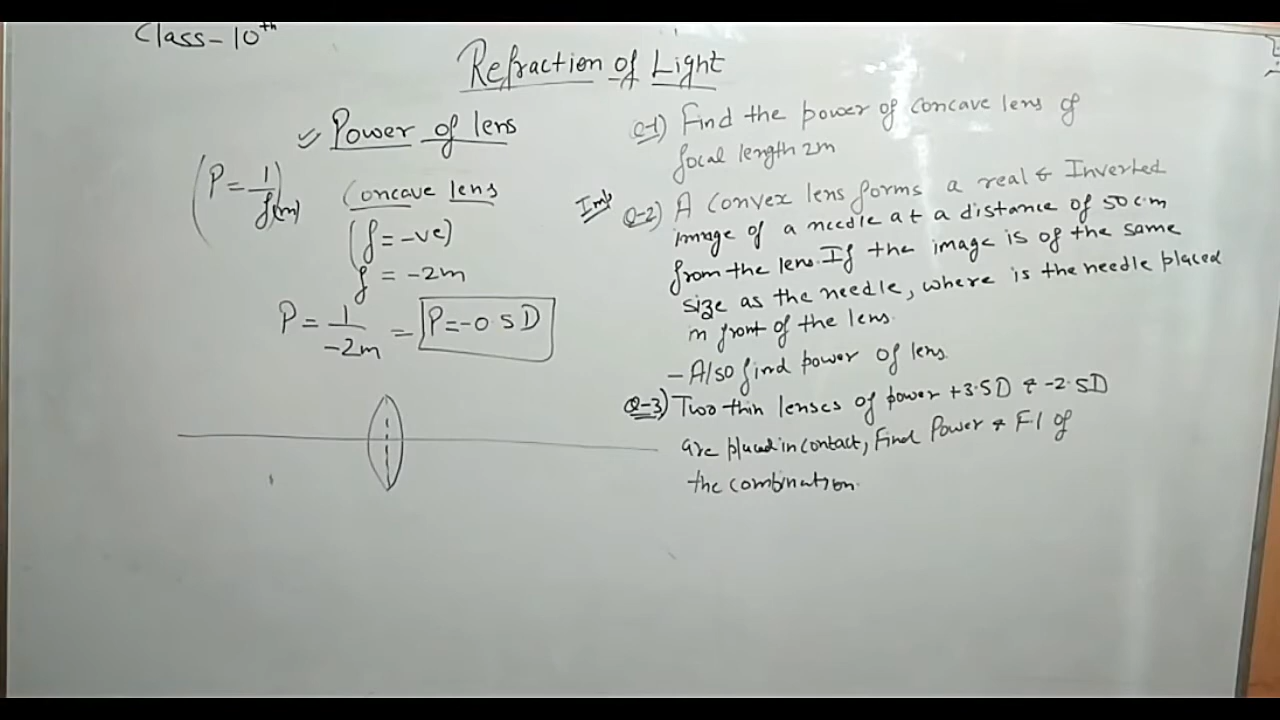 Class-10th
Refraction of Light
Power of lens
P = 1/f(m)
Concave lens
(f = -ve)
f = -2m
P = 1/-2m = P=-0.5D
Q-1) Find the power of Concave lens of
focal length 2m
Imp Q-2) A Convex lens forms a real & Inverted
image of a needle at a distance of 50cm
from the lens. If the image is of the same
size as the needle, where is the needle placed
in front of the lens.
- Also find power of lens.
Q-3) Two thin lenses of power +3.5D & -2.5D
are placed in contact, Find Power & F.l of
the combination.